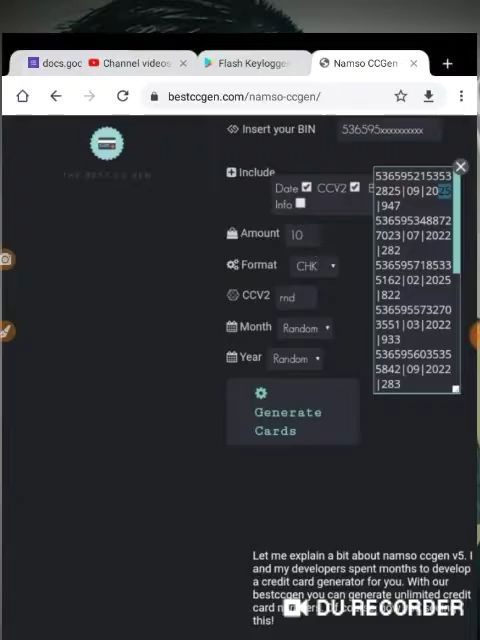 docs.goo
Channel videos
Flash Keylogge
Namso CCGen
bestccgen.com/namso-ccgen/
Insert your BIN
536595xxxxxxxxxx
Include
Date
CCV2
Info
Amount
10
Format
CHK
CCV2
rnd
Month
Random
Year
Random
Generate
Cards
536595215353
2825|09|20
|947
536595348872
7023|07|2022
|282
536595718533
5162|02|2025
|822
536595573270
3551|03|2022
|933
536595603535
5842|09|2022
|283
Let me explain a bit about namso ccgen v5. I
and my developers spent months to develop
a credit card generator for you. With our
bestccgen you can generate unlimited credit
card
this!
DU RECORDER